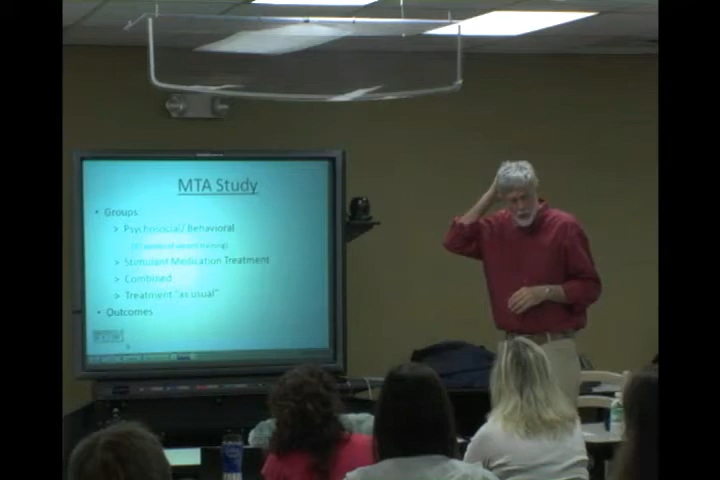 MTA Study
• Groups
> Psychosocial/ Behavioral
> Stimulant Medication Treatment
> Combined
> Treatment "as usual"
• Outcomes